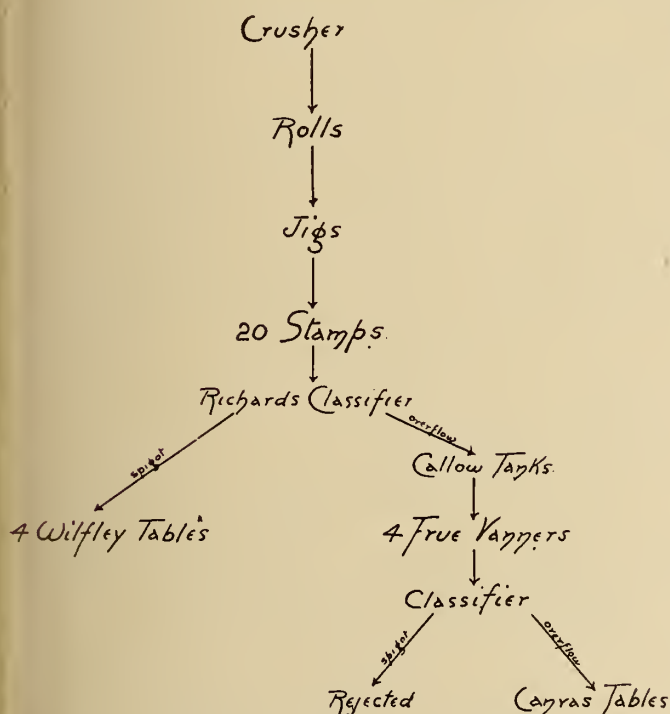 Crusher
Rolls
Jigs
20 Stamps.
Richards Classifier
spigot
overflow
Callow Tanks.
4 Wilfley Tables
4 Frue Vanners
Classifier
spigot
overflow
Rejected
Canvas Tables